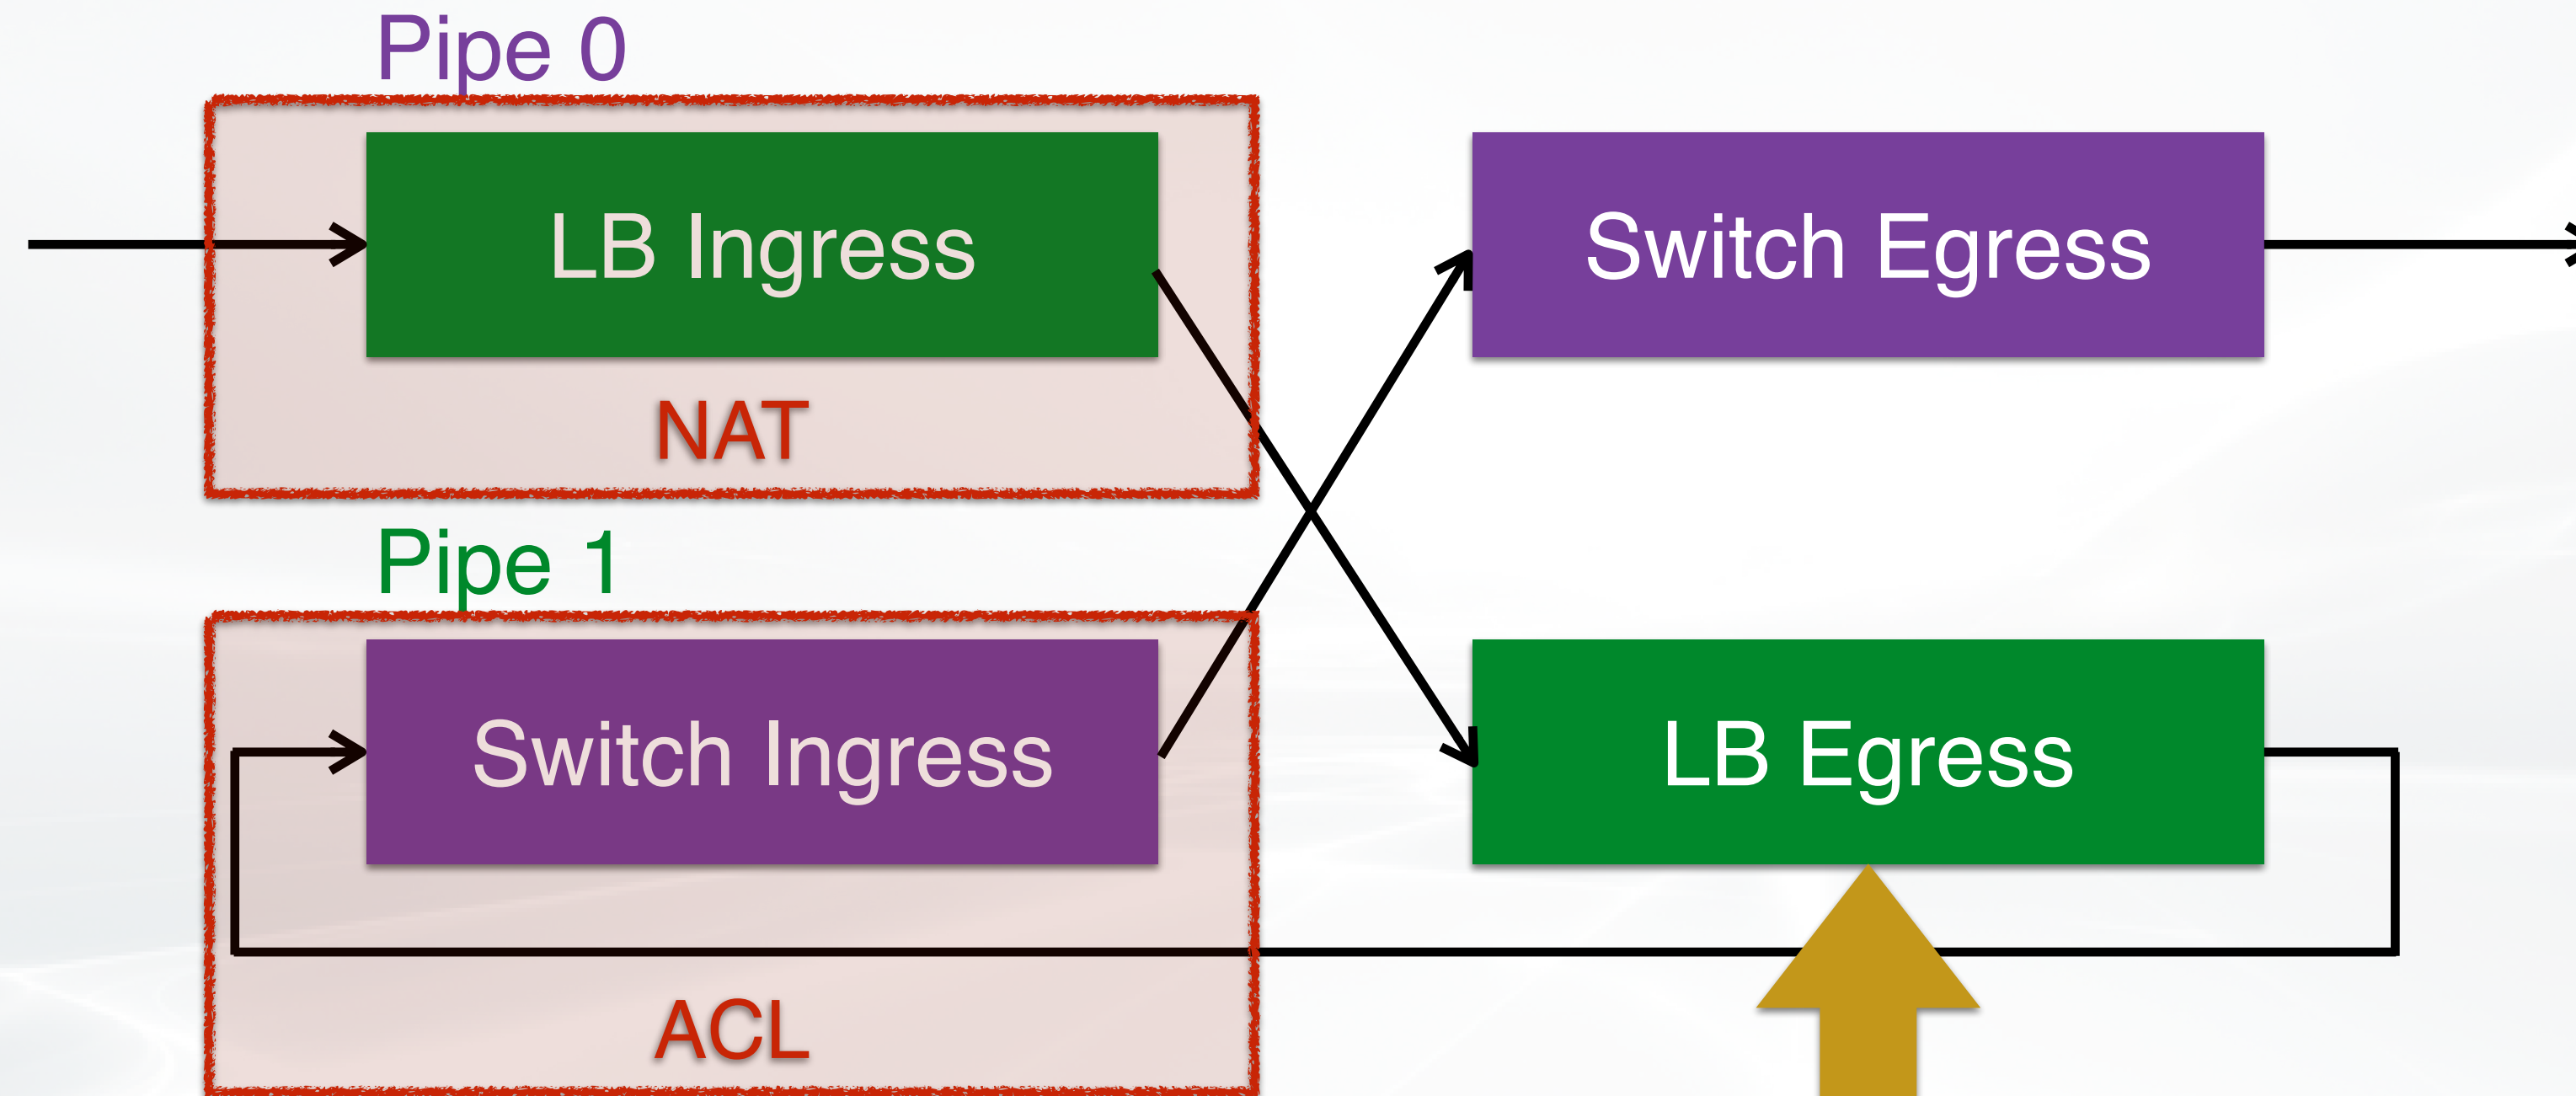 Pipe 0
LB Ingress
Switch Egress
NAT
Pipe 1
Switch Ingress
LB Egress
ACL